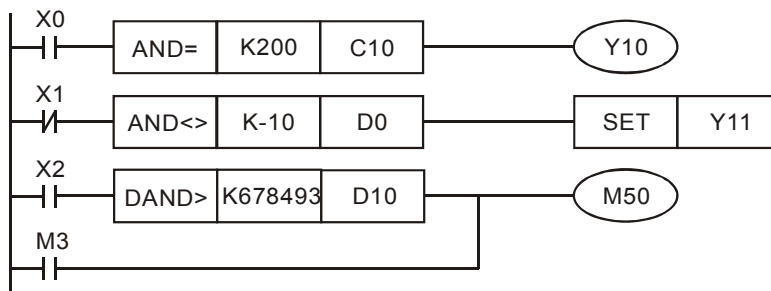 X0
AND= K200 C10 Y10
X1
AND<> K-10 D0 SET Y11
X2
DAND> K678493 D10 M50
M3